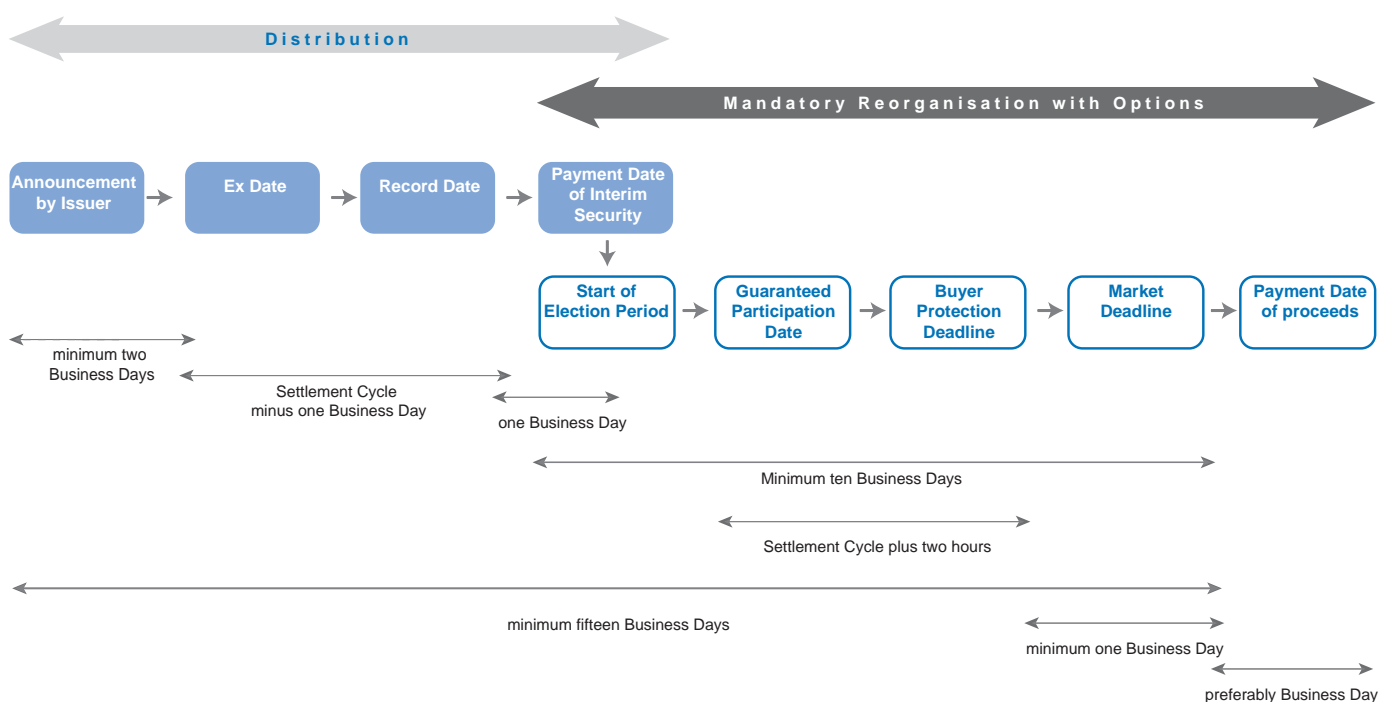 Distribution
Mandatory Reorganisation with Options
Announcement
by Issuer
Ex Date
Record Date
Payment Date
of Interim
Security
Start of
Election Period
Guaranteed
Participation
Date
Buyer
Protection
Deadline
Market
Deadline
Payment Date
of proceeds
minimum two
Business Days
Settlement Cycle
minus one Business Day
one Business Day
Minimum ten Business Days
Settlement Cycle plus two hours
minimum fifteen Business Days
minimum one Business Day
preferably Business Day